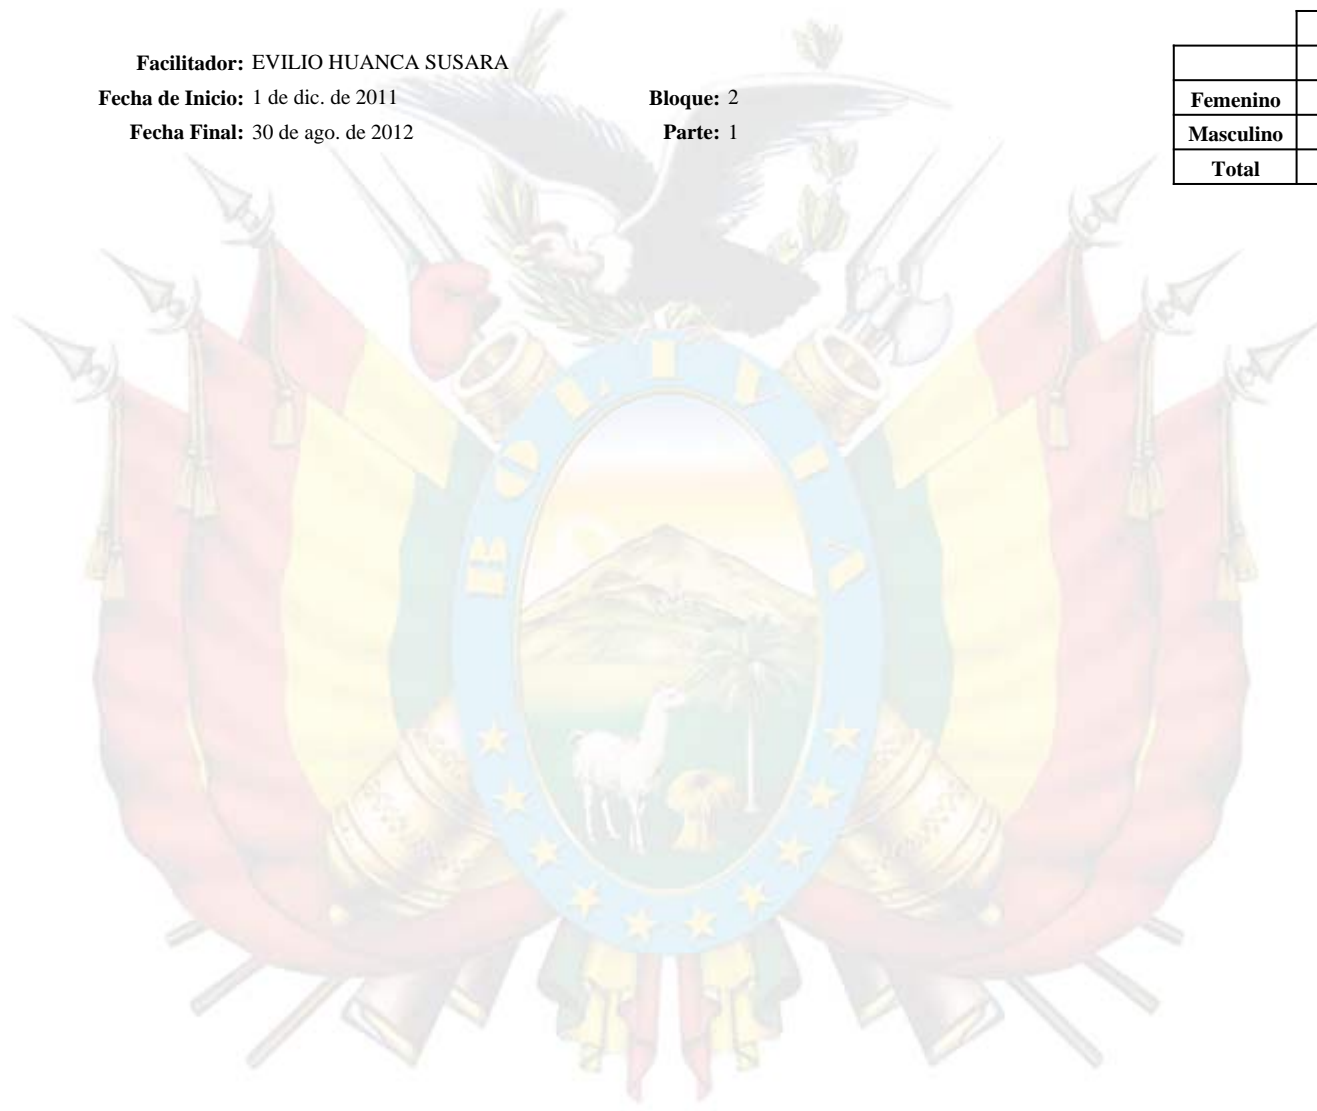 Facilitador: EVILIO HUANCA SUSARA
Fecha de Inicio: 1 de dic. de 2011 Bloque: 2
Fecha Final: 30 de ago. de 2012 Parte: 1
Femenino
Masculino
Total
BOLIVIA